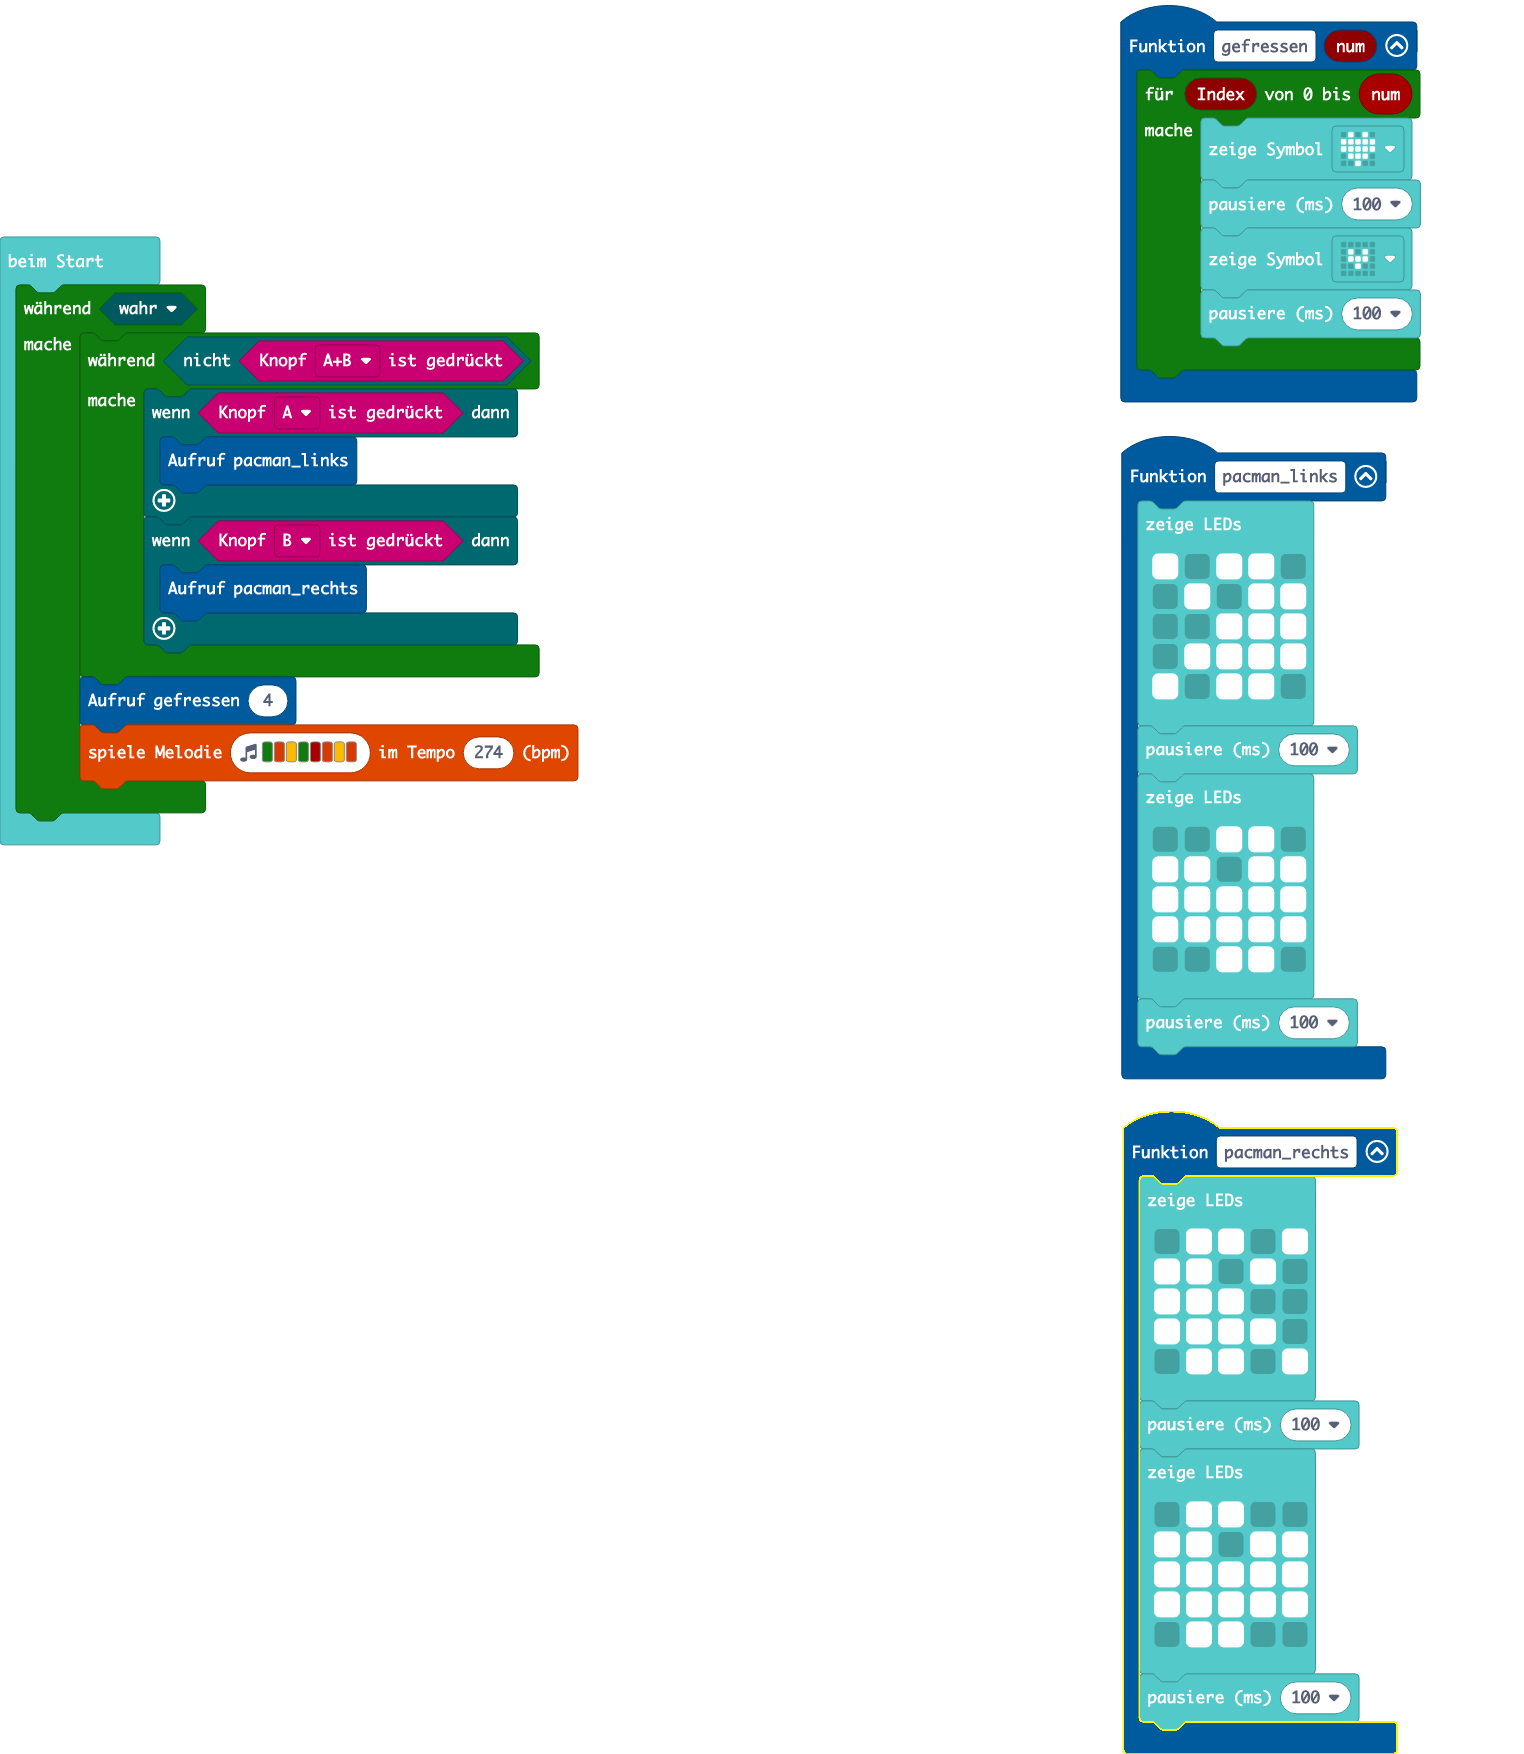 beim Start
während wahr
mache
während nicht Knopf A+B ist gedrückt
mache
wenn Knopf A ist gedrückt dann
Aufruf pacman_links
wenn Knopf B ist gedrückt dann
Aufruf pacman_rechts
Aufruf gefressen 4
spiele Melodie im Tempo 274 (bpm)
Funktion gefressen num
für Index von 0 bis num
mache
zeige Symbol
pausiere (ms) 100
zeige Symbol
pausiere (ms) 100
Funktion pacman_links
zeige LEDs
pausiere (ms) 100
zeige LEDs
pausiere (ms) 100
Funktion pacman_rechts
zeige LEDs
pausiere (ms) 100
zeige LEDs
pausiere (ms) 100